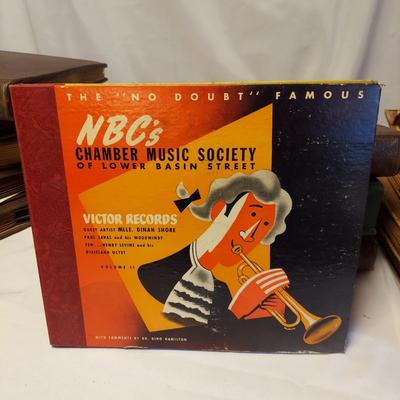 THE "NO DOUBT" FAMOUS
NBC's
CHAMBER MUSIC SOCIETY
OF LOWER BASIN STREET
VICTOR RECORDS
GUEST ARTIST MLLE. DINAH SHORE
PAUL LAVAL and his WOODWINDY
TEN... HENRY LEVINE and his
DIXIELAND OCTET
VOLUME II
WITH COMMENTS BY DR. GINO HAMILTON